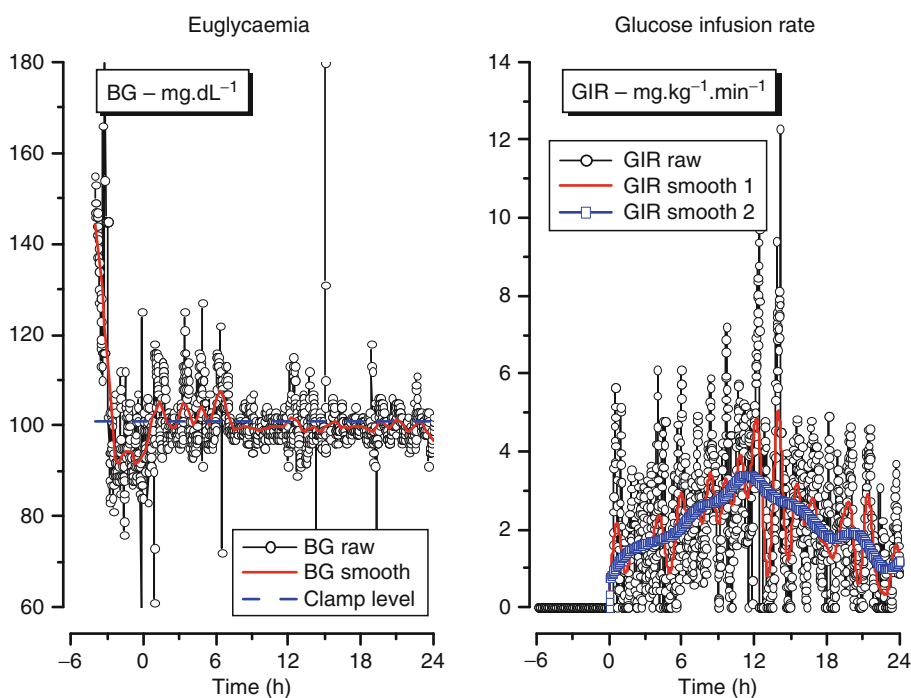 Euglycaemia
180
160
140
120
100
80
60
BG – mg.dL⁻¹
BG raw
BG smooth
Clamp level
−6
0
6
12
18
24
Time (h)
Glucose infusion rate
14
12
10
8
6
4
2
0
GIR – mg.kg⁻¹.min⁻¹
GIR raw
GIR smooth 1
GIR smooth 2
−6
0
6
12
18
24
Time (h)